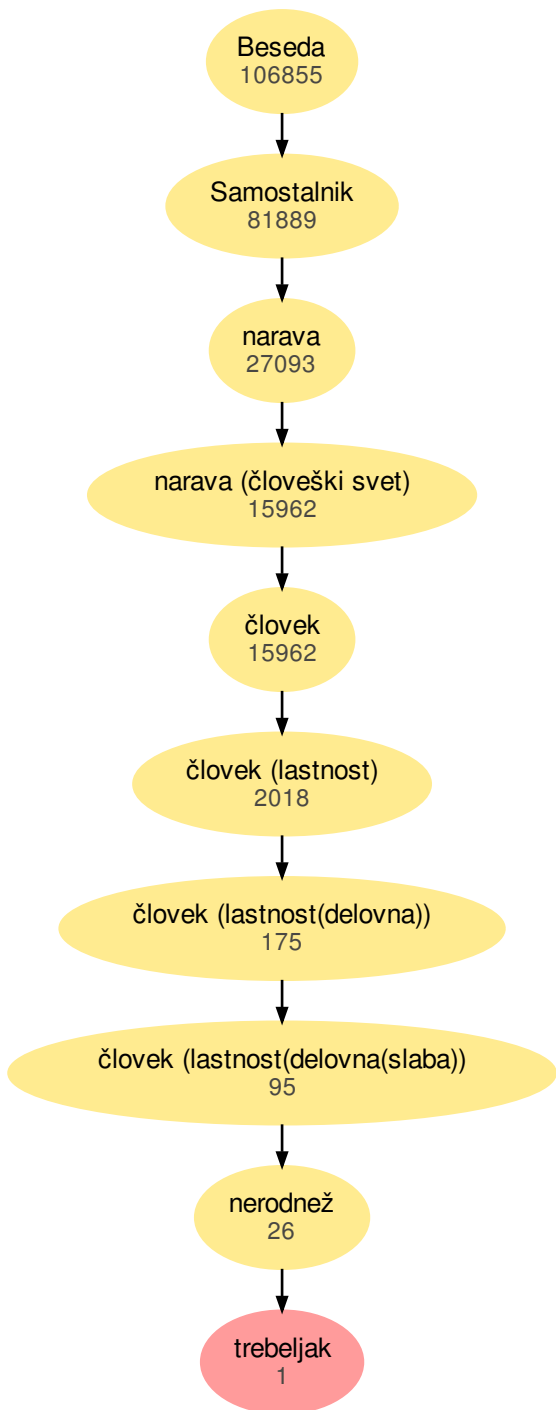 Beseda
106855
Samostalnik
81889
narava
27093
narava (človeški svet)
15962
človek
15962
človek (lastnost)
2018
človek (lastnost(delovna))
175
človek (lastnost(delovna(slaba))
95
nerodnež
26
trebeljak
1